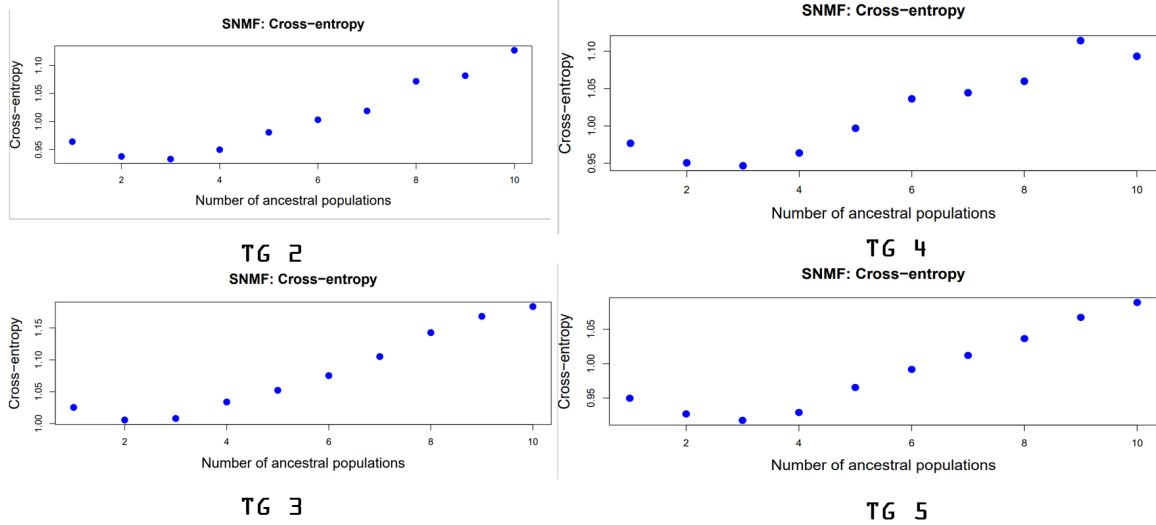 SNMF: Cross−entropy
Cross−entropy
1.10
1.05
1.00
0.95
2 4 6 8 10
Number of ancestral populations
TG 2
SNMF: Cross−entropy
Cross−entropy
1.10
1.05
1.00
0.95
2 4 6 8 10
Number of ancestral populations
TG 4
SNMF: Cross−entropy
Cross−entropy
1.15
1.10
1.05
1.00
2 4 6 8 10
Number of ancestral populations
TG 3
SNMF: Cross−entropy
Cross−entropy
1.05
1.00
0.95
2 4 6 8 10
Number of ancestral populations
TG 5